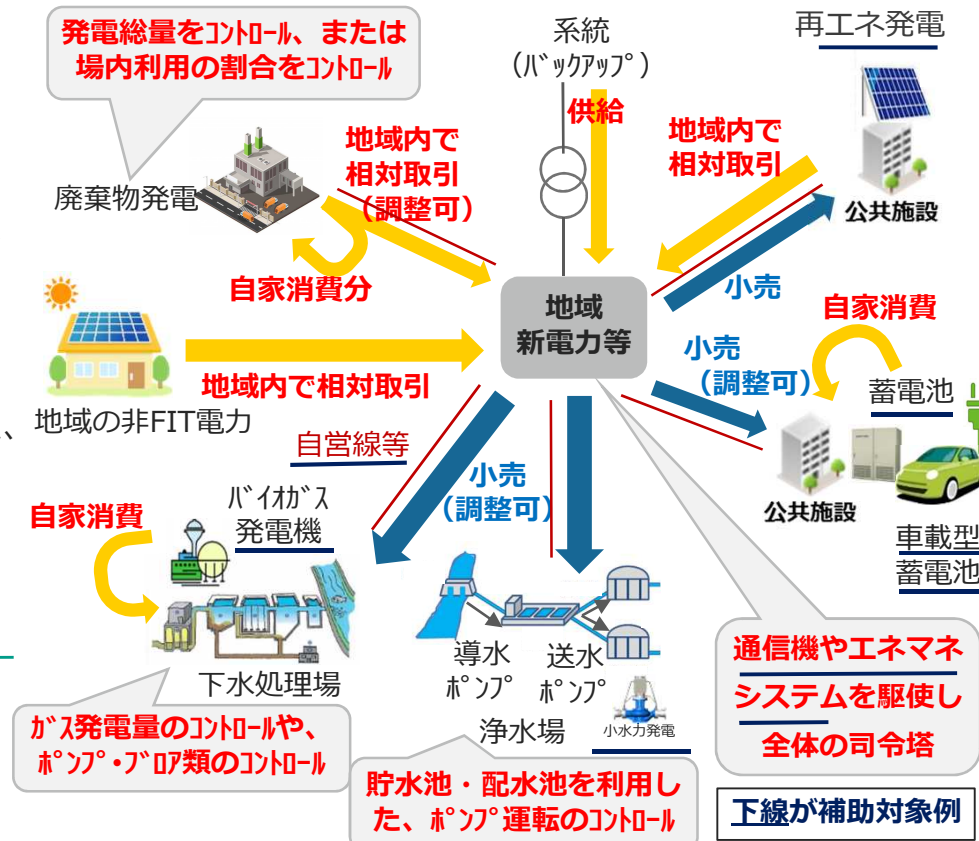 発電総量をｺﾝﾄﾛｰﾙ、または
場内利用の割合をｺﾝﾄﾛｰﾙ
系統
（ﾊﾞｯｸｱｯﾌﾟ）
再エネ発電
供給
地域内で
相対取引
（調整可）
地域内で
相対取引
廃棄物発電
公共施設
自家消費分
小売
地域
新電力等
自家消費
小売
（調整可）
地域内で相対取引
蓄電池
、
地域の非FIT電力
自営線等
小売
（調整可）
ﾊﾞｲｵｶﾞｽ
発電機
自家消費
公共施設
車載型
蓄電池
導水
ﾎﾟﾝﾌﾟ
送水
ﾎﾟﾝﾌﾟ
下水処理場
浄水場
小水力発電
通信機やエネマネ
システムを駆使し
全体の司令塔
ｶﾞｽ発電量のｺﾝﾄﾛｰﾙや、
ﾎﾟﾝﾌﾟ・ﾌﾞﾛｱ類のｺﾝﾄﾛｰﾙ
貯水池・配水池を利用し
た、ﾎﾟﾝﾌﾟ運転のｺﾝﾄﾛｰﾙ
下線が補助対象例